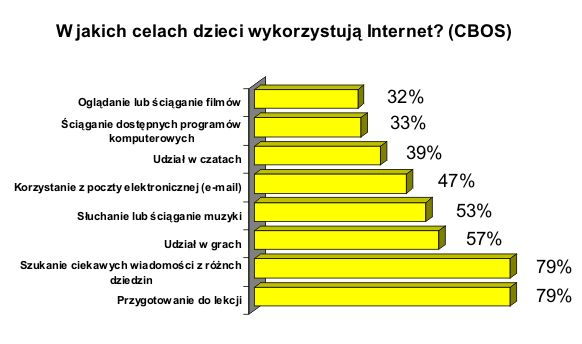 W jakich celach dzieci wykorzystują Internet? (CBOS)
Oglądanie lub ściąganie filmów 32%
Ściąganie dostępnych programów
komputerowych 33%
Udział w czatach 39%
Korzystanie z poczty elektronicznej (e-mail) 47%
Słuchanie lub ściąganie muzyki 53%
Udział w grach 57%
Szukanie ciekawych wiadomości z różnch
dziedzin 79%
Przygotowanie do lekcji 79%